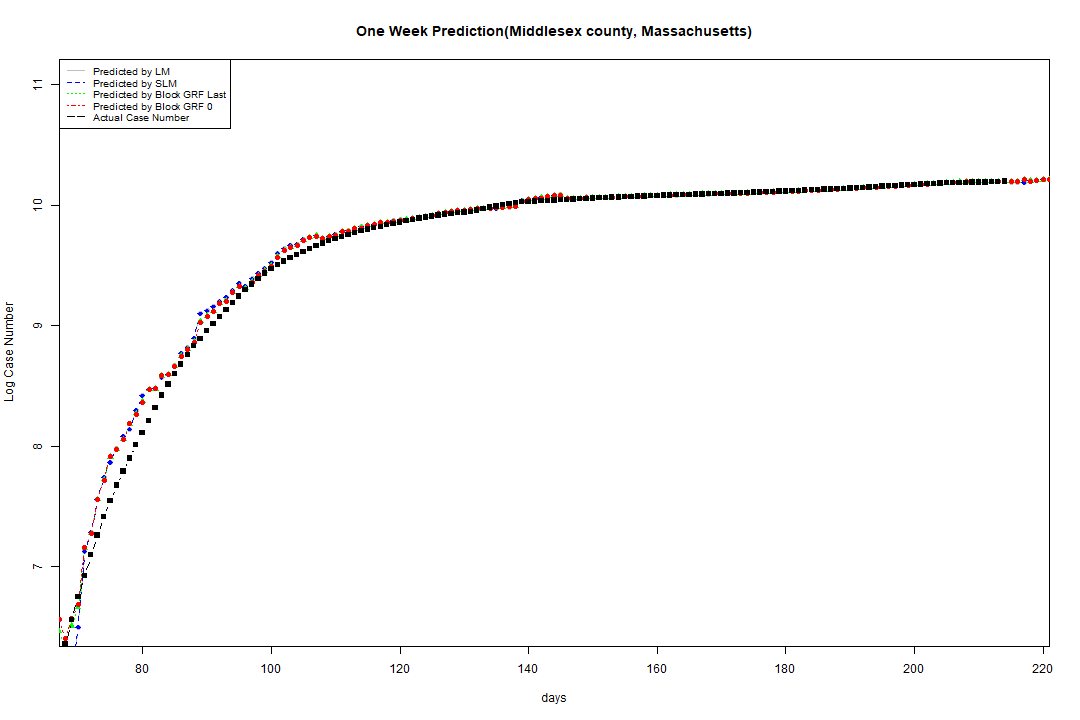 One Week Prediction(Middlesex county, Massachusetts)
Predicted by LM
Predicted by SLM
Predicted by Block GRF Last
Predicted by Block GRF 0
Actual Case Number
11
10
9
8
7
Log Case Number
80 100 120 140 160 180 200 220
days